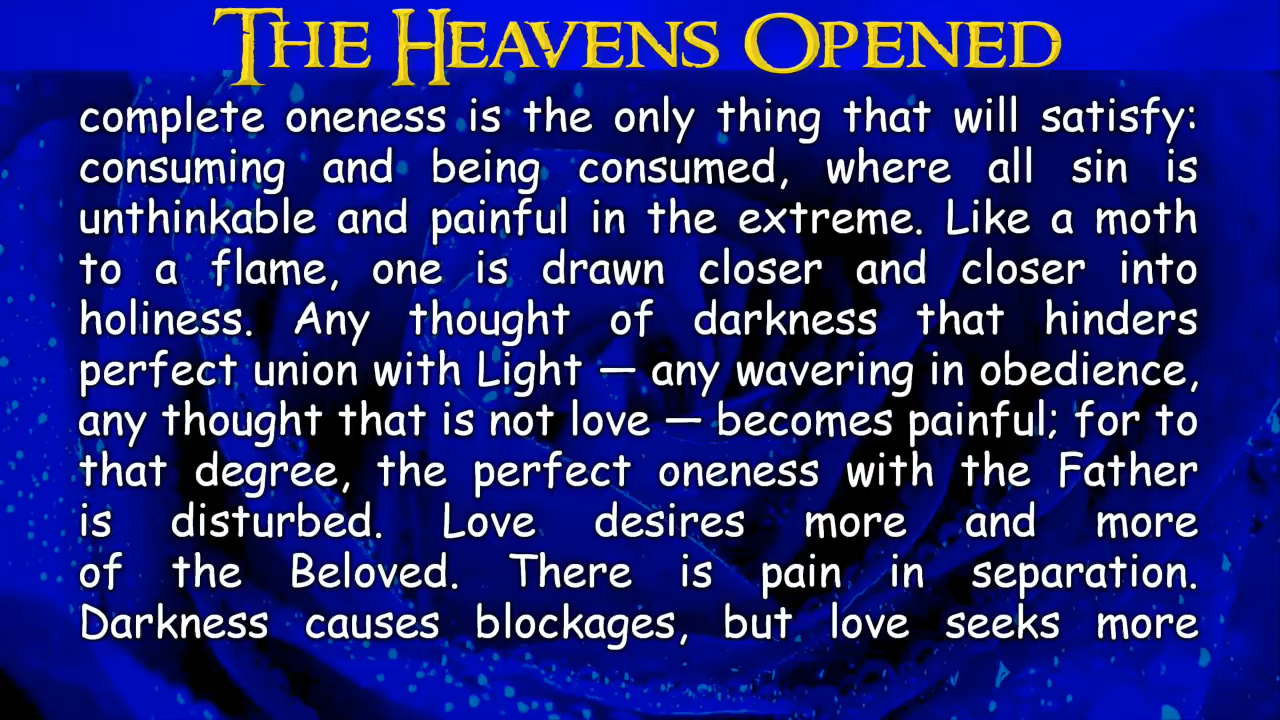 The Heavens Opened
complete oneness is the only thing that will satisfy:
consuming and being consumed, where all sin is
unthinkable and painful in the extreme. Like a moth
to a flame, one is drawn closer and closer into
holiness. Any thought of darkness that hinders
perfect union with Light — any wavering in obedience,
any thought that is not love — becomes painful; for to
that degree, the perfect oneness with the Father
is disturbed. Love desires more and more
of the Beloved. There is pain in separation.
Darkness causes blockages, but love seeks more